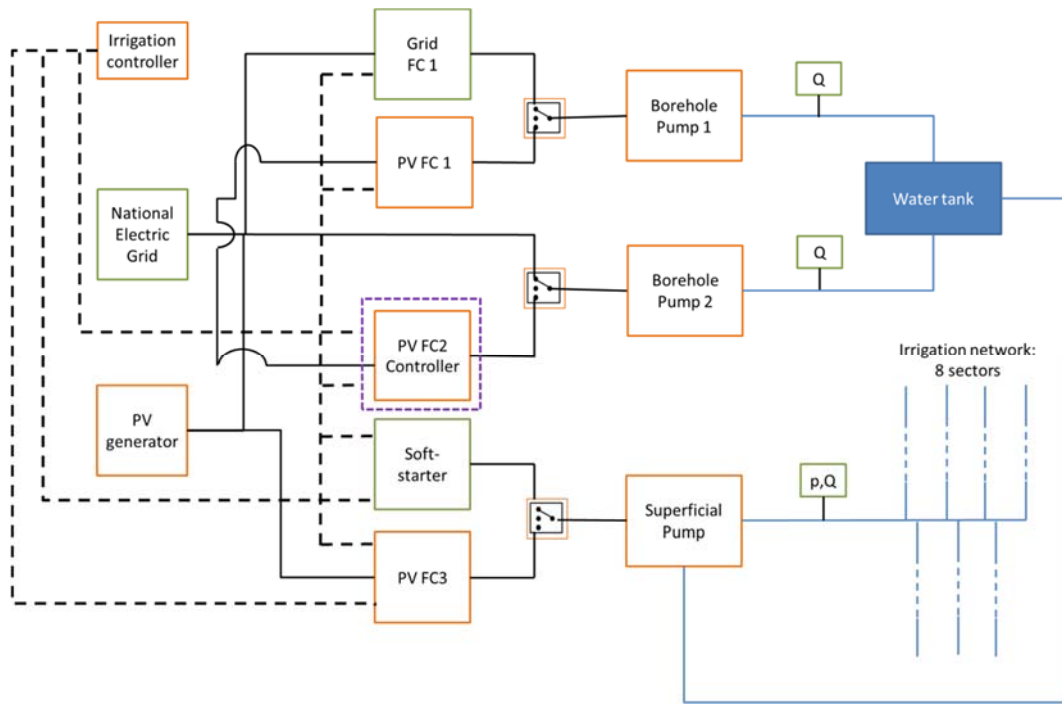 Irrigation
controller
Grid
FC 1
PV FC 1
Borehole
Pump 1
Q
Water tank
National
Electric
Grid
Borehole
Pump 2
Q
PV FC2
Controller
PV
generator
Soft-
starter
PV FC3
Superficial
Pump
p,Q
Irrigation network:
8 sectors